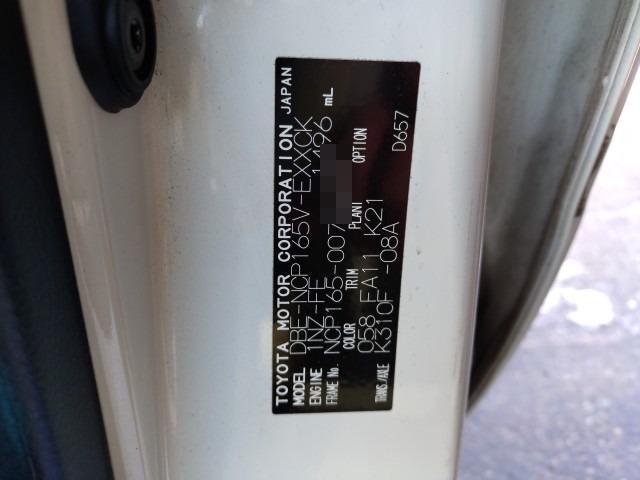 TOYOTA MOTOR CORPORATION JAPAN
MODEL DBE-NCP165V-EXXCK
ENGINE 1NZ-FE 1496 mL
FRAME No. NCP165-007
COLOR TRIM PLANT OPTION
058 FA11 K21
TRANS./AXLE K310F -08A D657